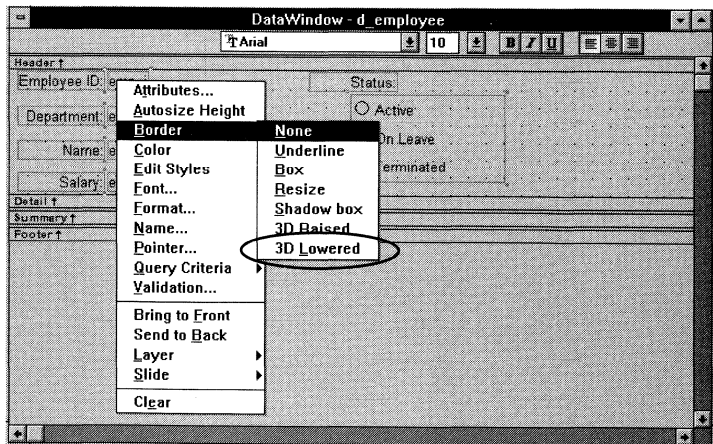 DataWindow - d_employee
Arial 10 B I U
Header ↑
Employee ID: Status:
Attributes...
Autosize Height
Active
Department: e
Border None
On Leave
Name: e Color Underline
Edit Styles Box
erminated
Salary: e Font... Resize
Detail ↑
Format... Shadow box
Summary ↑
Name... 3D Raised
Footer ↑
Pointer... 3D Lowered
Query Criteria
Validation...
Bring to Front
Send to Back
Layer
Slide
Clear